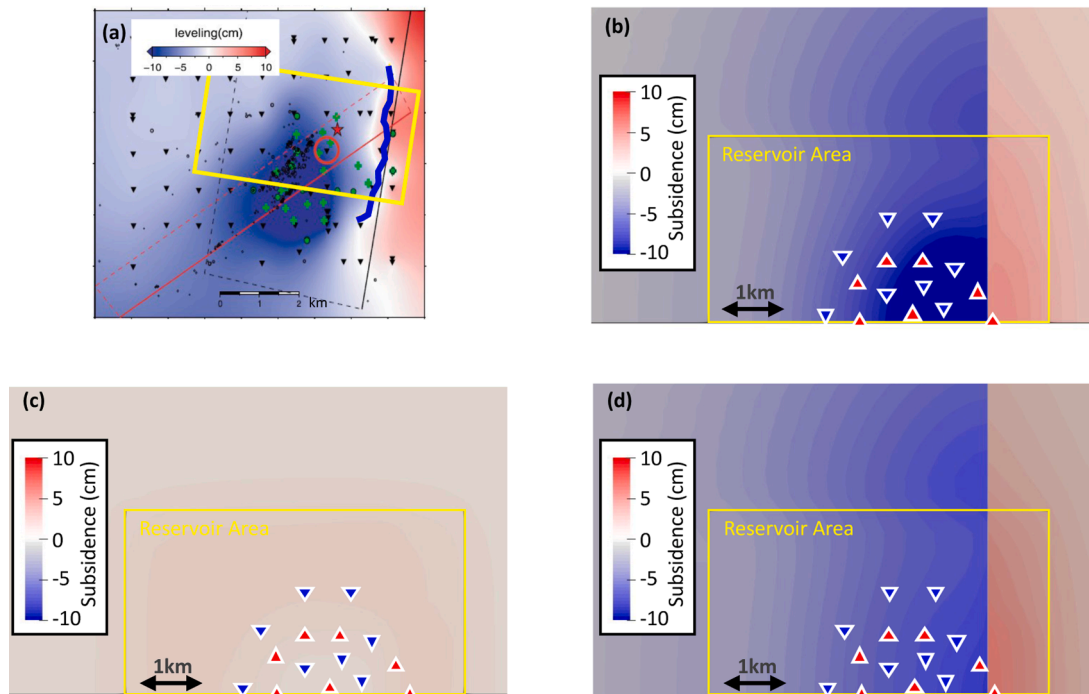 (a)
leveling(cm)
-10 -5 0 5 10
0 1 2 km
(b)
10
5
0
-5
-10
Subsidence (cm)
Reservoir Area
1km
(c)
10
5
0
-5
-10
Subsidence (cm)
Reservoir Area
1km
(d)
10
5
0
-5
-10
Subsidence (cm)
Reservoir Area
1km